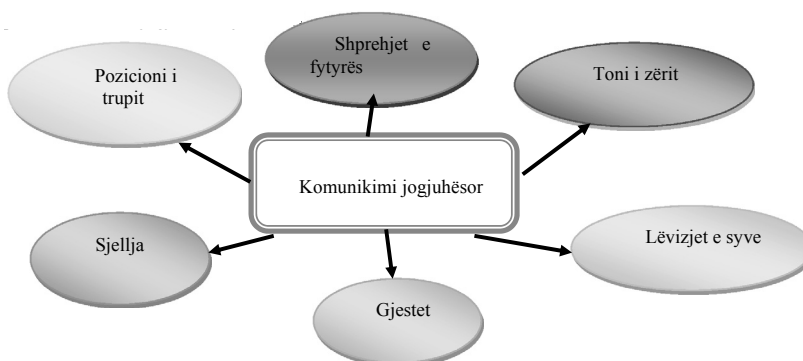 Shprehjet e
fytyrës
Pozicioni i
trupit
Toni i zërit
Komunikimi jogjuhësor
Sjellja
Lëvizjet e syve
Gjestet